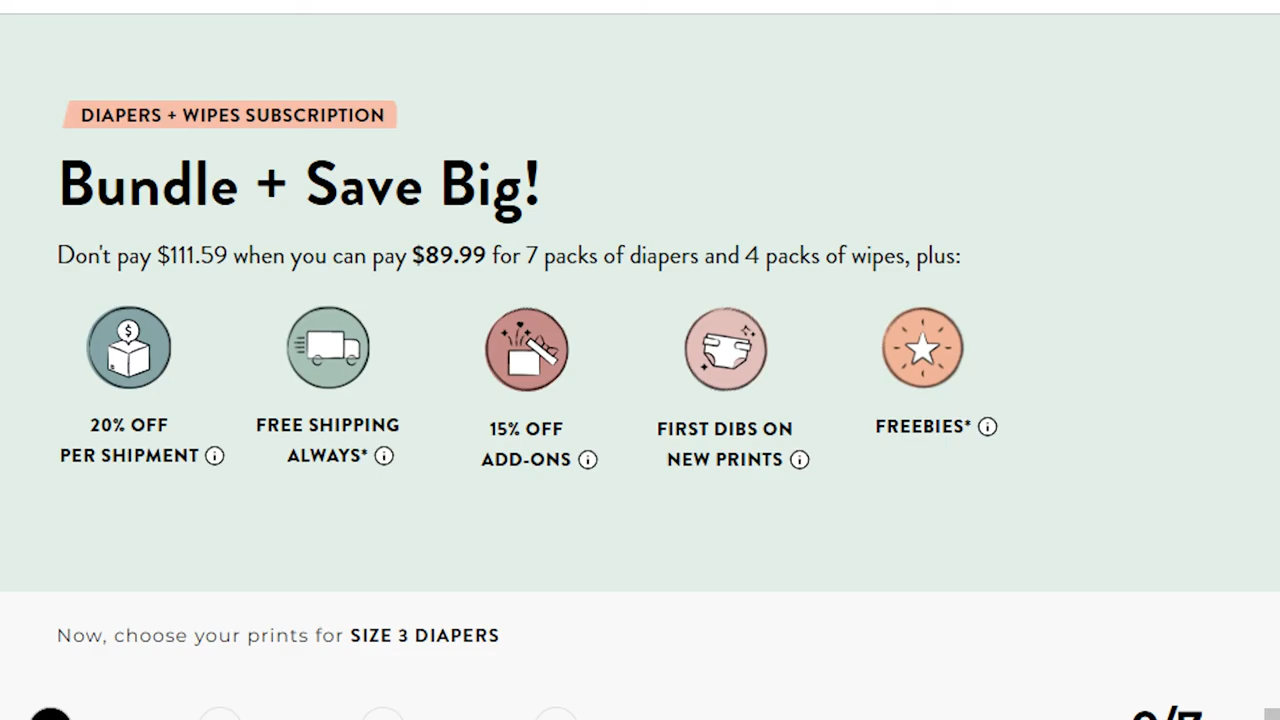 DIAPERS + WIPES SUBSCRIPTION
Bundle + Save Big!
Don't pay $111.59 when you can pay $89.99 for 7 packs of diapers and 4 packs of wipes, plus:
20% OFF
PER SHIPMENT
FREE SHIPPING
ALWAYS*
15% OFF
ADD-ONS
FIRST DIBS ON
NEW PRINTS
FREEBIES*
Now, choose your prints for SIZE 3 DIAPERS